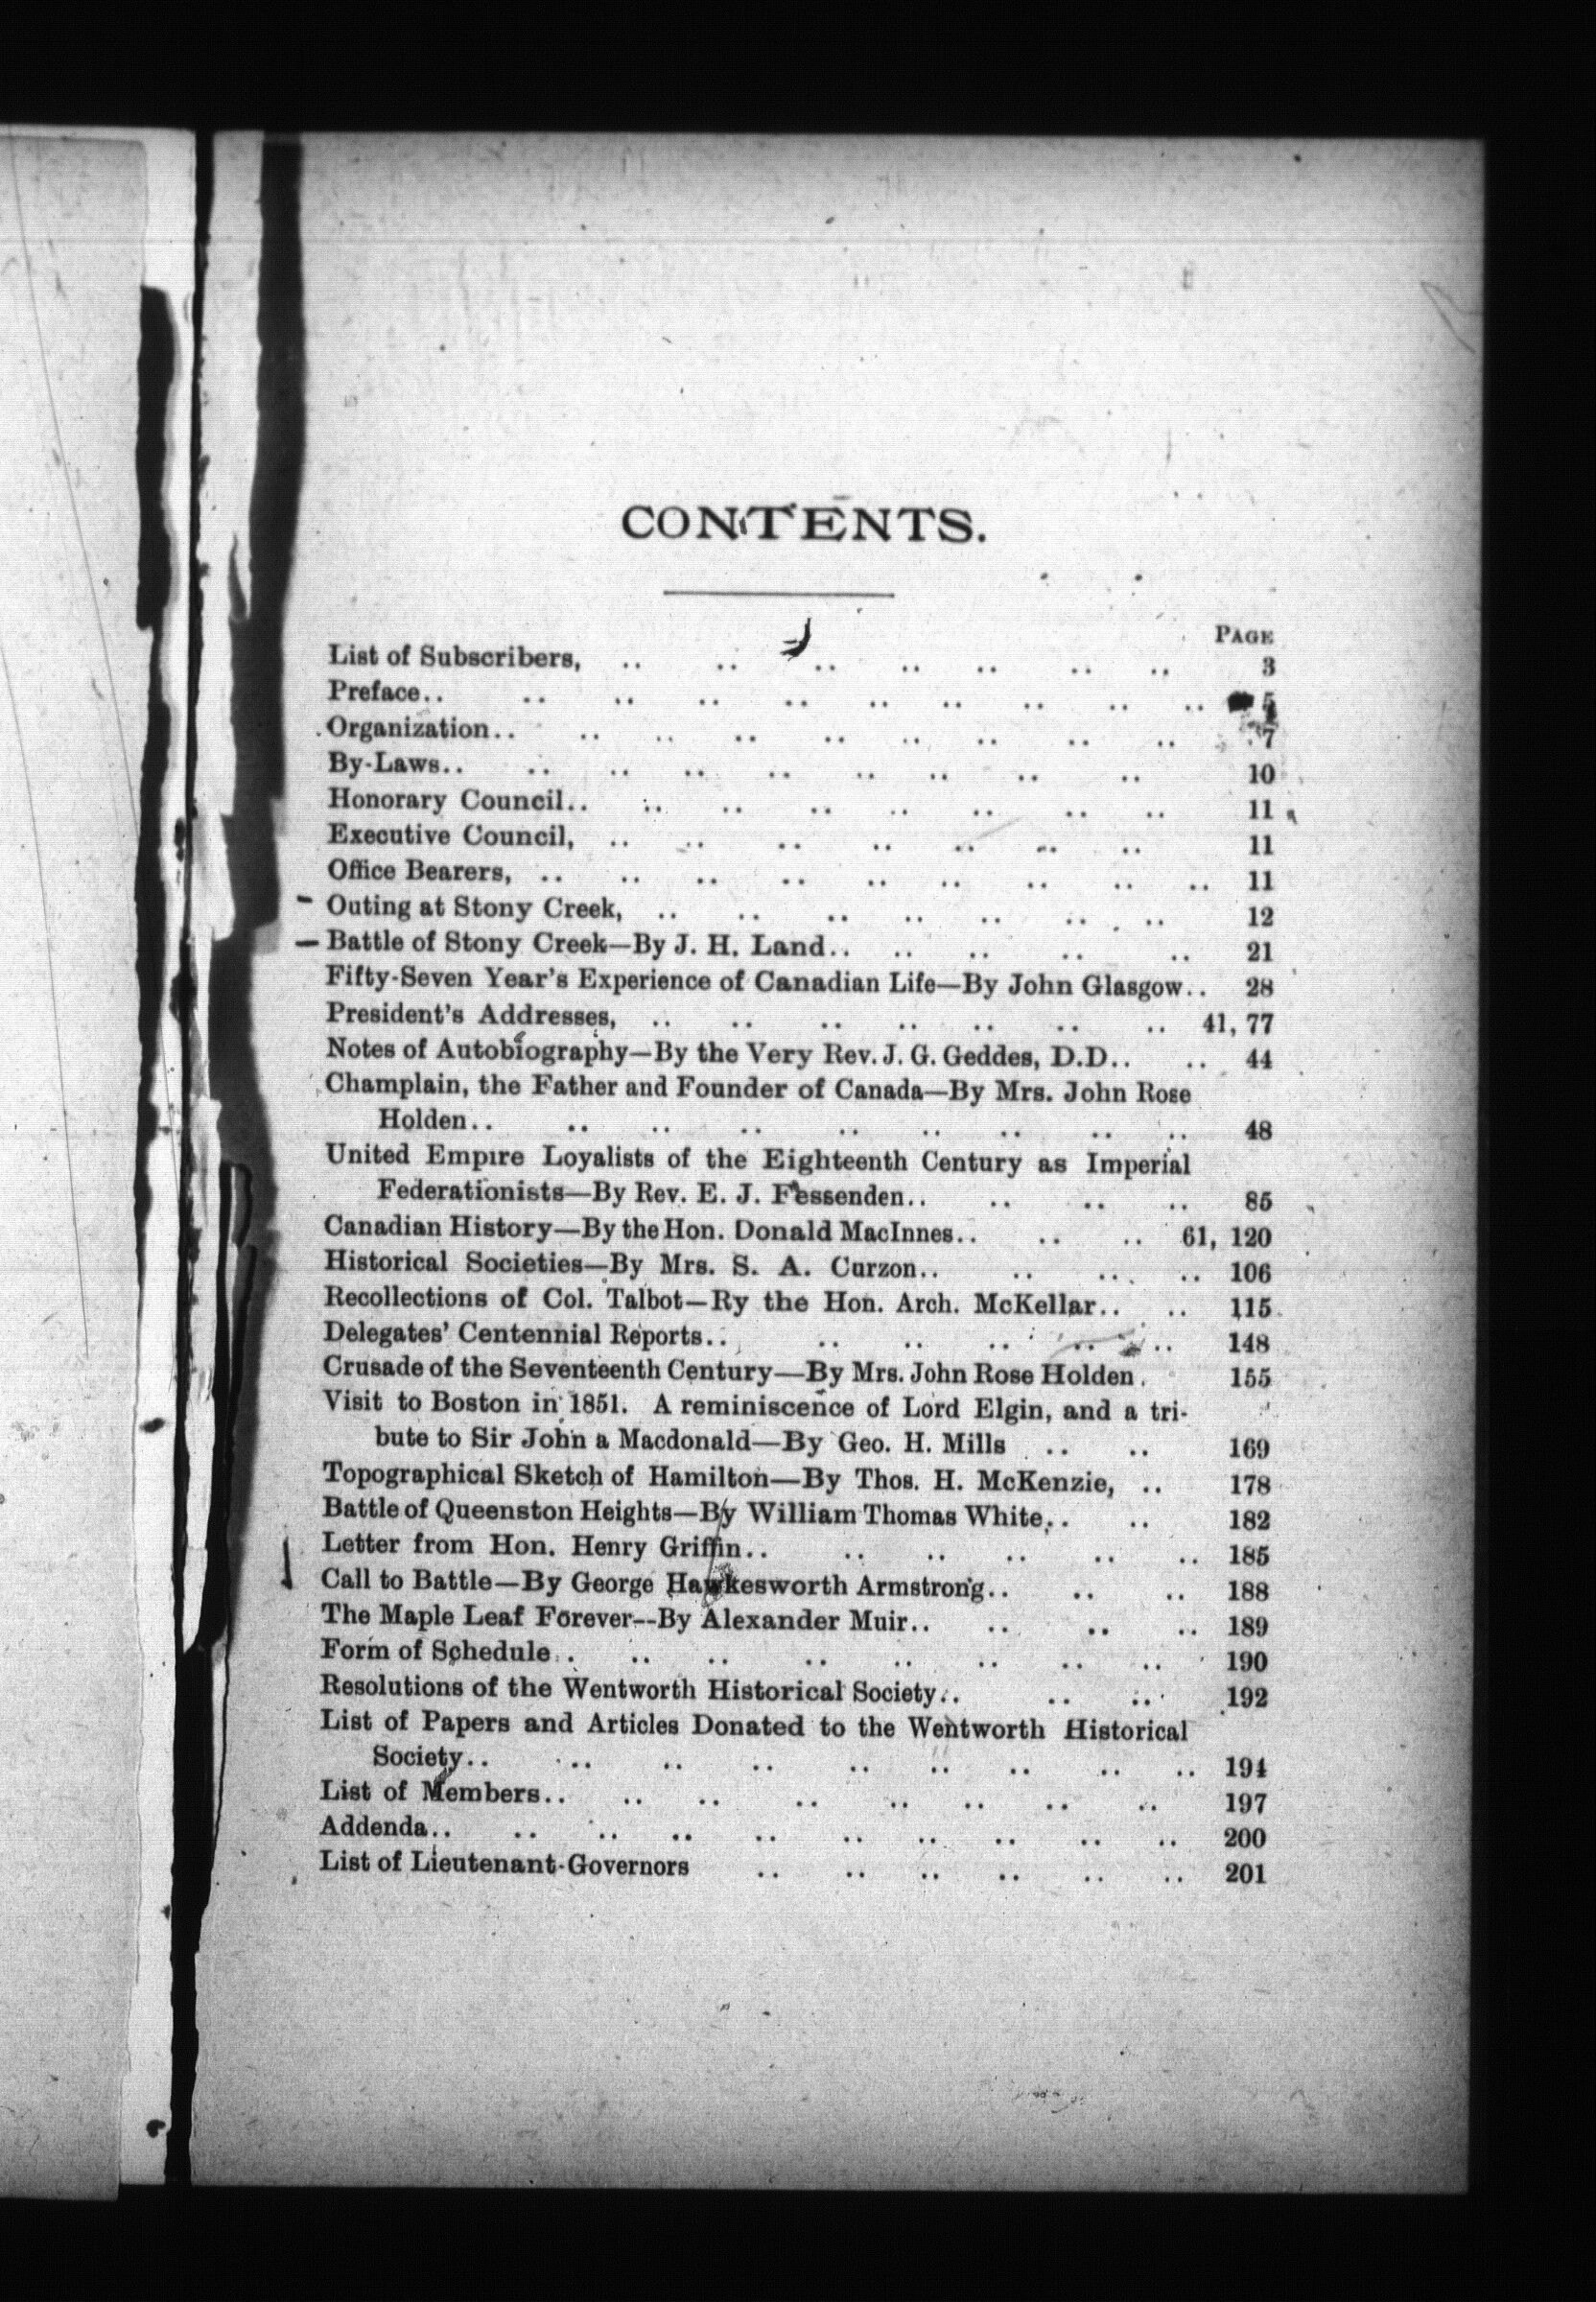 CONTENTS.
PAGE
List of Subscribers, .. .. .. .. .. .. .. 3
Preface.. .. .. .. .. .. .. .. .. .. 5
Organization.. .. .. .. .. .. .. .. .. 7
By-Laws.. .. .. .. .. .. .. .. .. 10
Honorary Council.. .. .. .. .. .. .. .. 11
Executive Council, .. .. .. .. .. .. .. 11
Office Bearers, .. .. .. .. .. .. .. .. .. 11
Outing at Stony Creek, .. .. .. .. .. .. .. 12
Battle of Stony Creek—By J. H. Land.. .. .. .. .. 21
Fifty-Seven Year's Experience of Canadian Life—By John Glasgow.. 28
President's Addresses, .. .. .. .. .. .. .. 41, 77
Notes of Autobiography—By the Very Rev. J. G. Geddes, D.D.. .. 44
Champlain, the Father and Founder of Canada—By Mrs. John Rose
Holden.. .. .. .. .. .. .. .. .. 48
United Empire Loyalists of the Eighteenth Century as Imperial
Federationists—By Rev. E. J. Fessenden.. .. .. .. 85
Canadian History—By the Hon. Donald MacInnes.. .. .. 61, 120
Historical Societies—By Mrs. S. A. Curzon.. .. .. .. 106
Recollections of Col. Talbot—Ry the Hon. Arch. McKellar.. .. 115
Delegates' Centennial Reports.. .. .. .. .. .. 148
Crusade of the Seventeenth Century—By Mrs. John Rose Holden. 155
Visit to Boston in 1851. A reminiscence of Lord Elgin, and a tri-
bute to Sir John a Macdonald—By Geo. H. Mills .. .. 169
Topographical Sketch of Hamilton—By Thos. H. McKenzie, .. 178
Battle of Queenston Heights—By William Thomas White.. .. 182
Letter from Hon. Henry Griffin.. .. .. .. .. .. 185
Call to Battle—By George Hawkesworth Armstrong.. .. .. 188
The Maple Leaf Forever--By Alexander Muir.. .. .. .. 189
Form of Schedule.. .. .. .. .. .. .. .. 190
Resolutions of the Wentworth Historical Society.. .. .. 192
List of Papers and Articles Donated to the Wentworth Historical
Society.. .. .. .. .. .. .. .. .. 194
List of Members.. .. .. .. .. .. .. .. 197
Addenda.. .. .. .. .. .. .. .. .. .. 200
List of Lieutenant-Governors .. .. .. .. .. .. 201